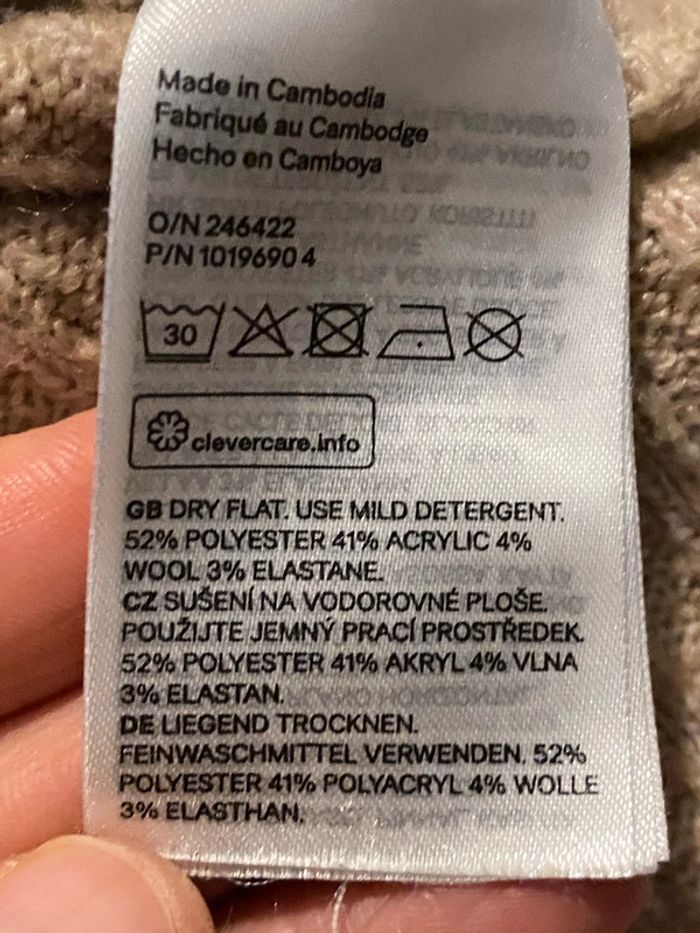 Made in Cambodia
Fabriqué au Cambodge
Hecho en Camboya
O/N 246422
P/N 1019690 4
30
clevercare.info
GB DRY FLAT. USE MILD DETERGENT.
52% POLYESTER 41% ACRYLIC 4%
WOOL 3% ELASTANE.
CZ SUŠENÍ NA VODOROVNÉ PLOŠE.
POUŽIJTE JEMNÝ PRACÍ PROSTŘEDEK.
52% POLYESTER 41% AKRYL 4% VLNA
3% ELASTAN.
DE LIEGEND TROCKNEN.
FEINWASCHMITTEL VERWENDEN. 52%
POLYESTER 41% POLYACRYL 4% WOLLE
3% ELASTHAN.